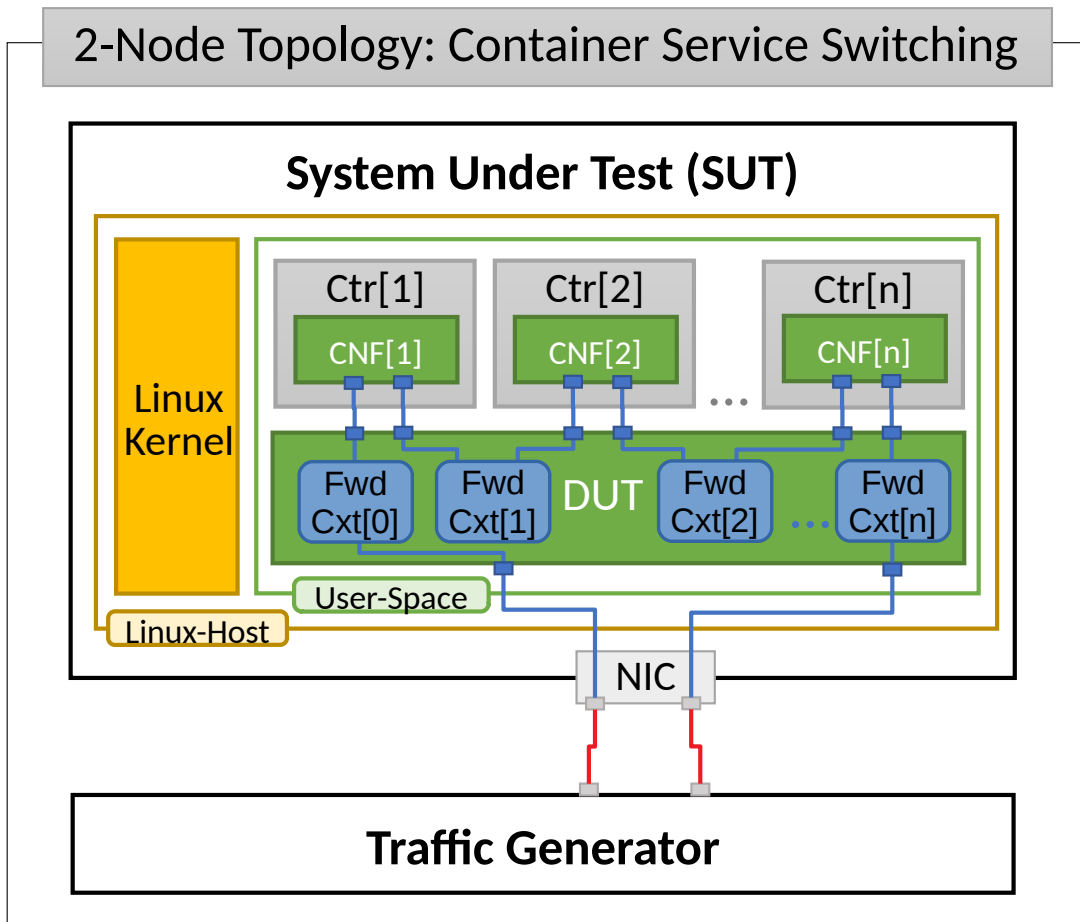 2-Node Topology: Container Service Switching
System Under Test (SUT)
Linux
Kernel
Ctr[1]
CNF[1]
Ctr[2]
CNF[2]
...
Ctr[n]
CNF[n]
Fwd
Cxt[0]
Fwd
Cxt[1]
DUT
Fwd
Cxt[2]
...
Fwd
Cxt[n]
User-Space
Linux-Host
NIC
Traffic Generator